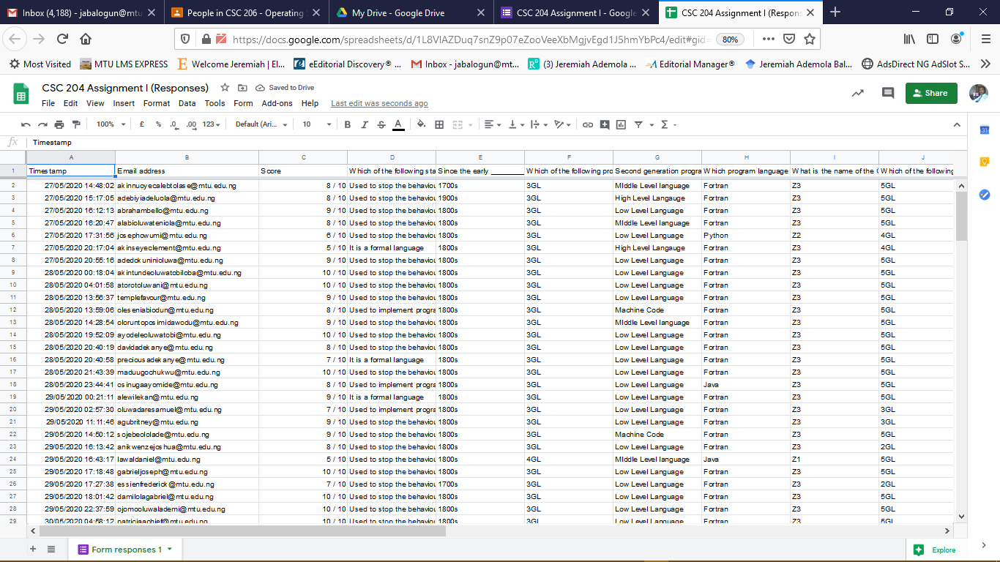 Inbox (4,188) - jabalogun@mtu
People in CSC 206 - Operating S
My Drive - Google Drive
CSC 204 Assignment I - Google
CSC 204 Assignment I (Respons
https://docs.google.com/spreadsheets/d/1L8VlAZDuq7snZ9p07eZooVeeXbMgjvEgd1J5hmYbPc4/edit#gid= 80%
Most Visited MTU LMS EXPRESS Welcome Jeremiah | El... eEditorial Discovery® ... Inbox - jabalogun@mt... (3) Jeremiah Ademola ... Editorial Manager® Jeremiah Ademola Bal... AdsDirect NG AdSlot S...
CSC 204 Assignment I (Responses) Saved to Drive
File Edit View Insert Format Data Tools Form Add-ons Help Last edit was seconds ago
Share
100% £ % .0 .00 123 Default (Ari... 10 B I S A
fx Timestamp
A B C D E F G H I J
1 Timestamp Email address Score Which of the following sta Since the early ________ Which of the following pro Second generation progra Which program language What is the name of the Which of the following
2 27/05/2020 14:48:02 akinnuoyecalebtolase@mtu.edu.ng 8 / 10 Used to stop the behaviou 1700s 3GL MIddle Level language Fortran Z3 5GL
3 27/05/2020 15:17:05 adebiyiadeluola@mtu.edu.ng 8 / 10 Used to stop the behaviou 1900s 3GL High Level Langauge Fortran Z3 5GL
4 27/05/2020 16:12:13 abrahambello@mtu.edu.ng 9 / 10 Used to stop the behaviou 1800s 3GL Low Level Language Fortran Z3 5GL
5 27/05/2020 16:20:47 alabioluwateniola@mtu.edu.ng 8 / 10 Used to stop the behaviou 1800s 3GL MIddle Level language Fortran Z3 5GL
6 27/05/2020 17:31:56 josephowumi@mtu.edu.ng 6 / 10 Used to stop the behaviou 1800s 3GL Low Level Language Python Z2 4GL
7 27/05/2020 20:17:04 akinseyeclement@mtu.edu.ng 5 / 10 It is a formal language 1800s 3GL High Level Langauge Fortran Z3 4GL
8 27/05/2020 20:55:16 adedokuninioluwa@mtu.edu.ng 9 / 10 Used to stop the behaviou 1800s 3GL Low Level Language Fortran Z3 5GL
9 28/05/2020 00:18:04 akintundeoluwatobiloba@mtu.edu.ng 10 / 10 Used to stop the behaviou 1800s 3GL Low Level Language Fortran Z3 5GL
10 28/05/2020 04:01:58 atorotoluwani@mtu.edu.ng 10 / 10 Used to stop the behaviou 1800s 3GL Low Level Language Fortran Z3 5GL
11 28/05/2020 13:56:37 templefavour@mtu.edu.ng 9 / 10 Used to stop the behaviou 1800s 3GL Low Level Language Fortran Z3 5GL
12 28/05/2020 13:59:06 oleseniabiodun@mtu.edu.ng 8 / 10 Used to implement progra 1800s 3GL Machine Code Fortran Z3 5GL
13 28/05/2020 14:28:54 oloruntoposimidawodu@mtu.edu.ng 9 / 10 Used to stop the behaviou 1800s 3GL MIddle Level language Fortran Z3 5GL
14 28/05/2020 19:52:09 ayodeleoluwatobi@mtu.edu.ng 10 / 10 Used to stop the behaviou 1800s 3GL Low Level Language Fortran Z3 5GL
15 28/05/2020 20:40:19 davidadekanye@mtu.edu.ng 8 / 10 Used to stop the behaviou 1800s 3GL Low Level Language Fortran Z3 5GL
16 28/05/2020 20:40:58 preciousadekanye@mtu.edu.ng 7 / 10 It is a formal language 1800s 3GL Low Level Language Fortran Z3 5GL
17 28/05/2020 21:43:39 maduugochukwu@mtu.edu.ng 10 / 10 Used to stop the behaviou 1800s 3GL Low Level Language Fortran Z3 5GL
18 28/05/2020 23:44:41 osinugaayomide@mtu.edu.ng 8 / 10 Used to implement progra 1800s 3GL Low Level Language Java Z3 5GL
19 29/05/2020 00:21:11 alewilekan@mtu.edu.ng 9 / 10 It is a formal language 1800s 3GL Low Level Language Fortran Z3 5GL
20 29/05/2020 02:57:30 oluwadaresamuel@mtu.edu.ng 7 / 10 Used to implement progra 1800s 3GL Low Level Language Fortran Z3 3GL
21 29/05/2020 11:11:46 agubritney@mtu.edu.ng 9 / 10 Used to stop the behaviou 1800s 3GL Low Level Language Fortran Z3 3GL
22 29/05/2020 14:50:12 sojebeololade@mtu.edu.ng 9 / 10 Used to stop the behaviou 1800s 3GL Machine Code Fortran Z3 5GL
23 29/05/2020 16:13:42 anikwenzejoshua@mtu.edu.ng 8 / 10 Used to stop the behaviou 1800s 3GL Low Level Language Fortran Z3 2GL
24 29/05/2020 16:43:17 lawaldaniel@mtu.edu.ng 5 / 10 Used to stop the behaviou 1800s 4GL MIddle Level language Java Z1 5GL
25 29/05/2020 17:18:48 gabrieljoseph@mtu.edu.ng 10 / 10 Used to stop the behaviou 1800s 3GL Low Level Language Fortran Z3 5GL
26 29/05/2020 17:27:38 essienfrederick@mtu.edu.ng 7 / 10 Used to stop the behaviou 1700s 3GL Low Level Language Fortran Z3 2GL
27 29/05/2020 18:01:42 damilolagabriel@mtu.edu.ng 10 / 10 Used to stop the behaviou 1800s 3GL Low Level Language Fortran Z3 5GL
28 29/05/2020 22:37:59 ojomooluwalademi@mtu.edu.ng 10 / 10 Used to stop the behaviou 1800s 3GL Low Level Language Fortran Z3 5GL
29 30/05/2020 04:58:12 patriciaachief@mtu.edu.ng 10 / 10 Used to stop the behaviou 1800s 3GL Low Level Language Fortran Z3 5GL
Form responses 1 Explore